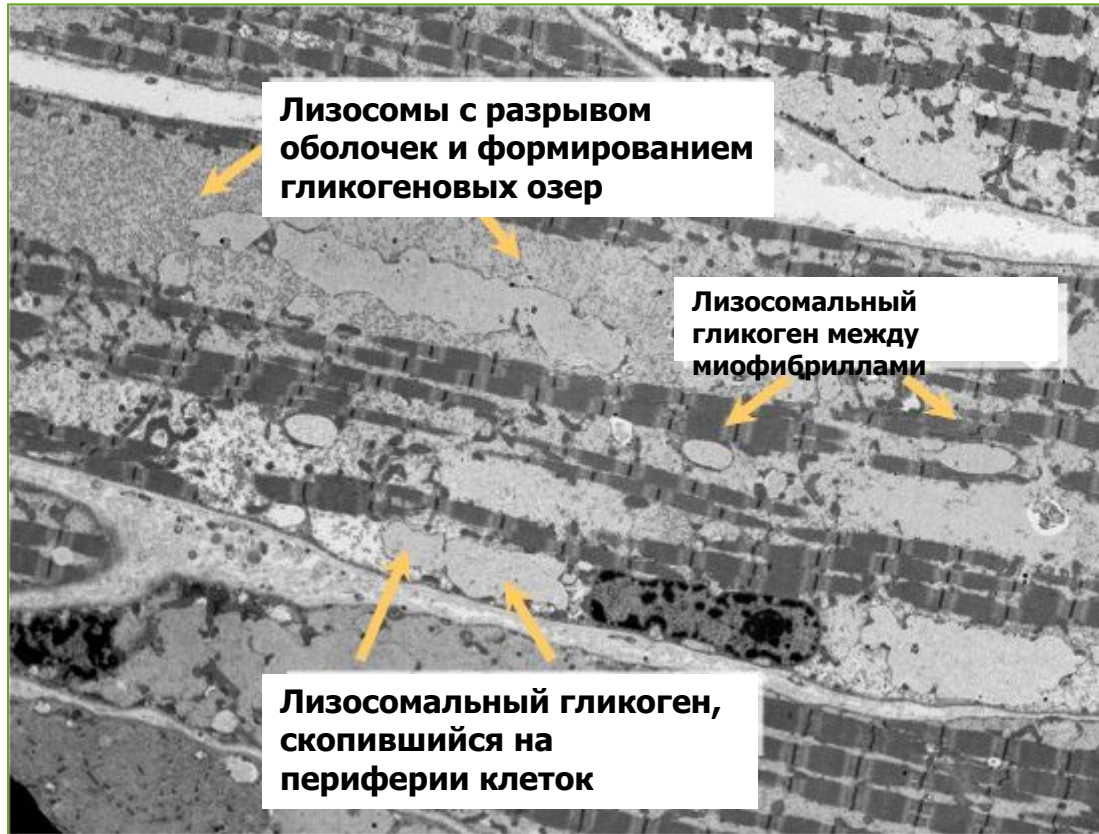 Лизосомы с разрывом
оболочек и формированием
гликогеновых озер
Лизосомальный
гликоген между
миофибриллами
Лизосомальный гликоген,
скопившийся на
периферии клеток